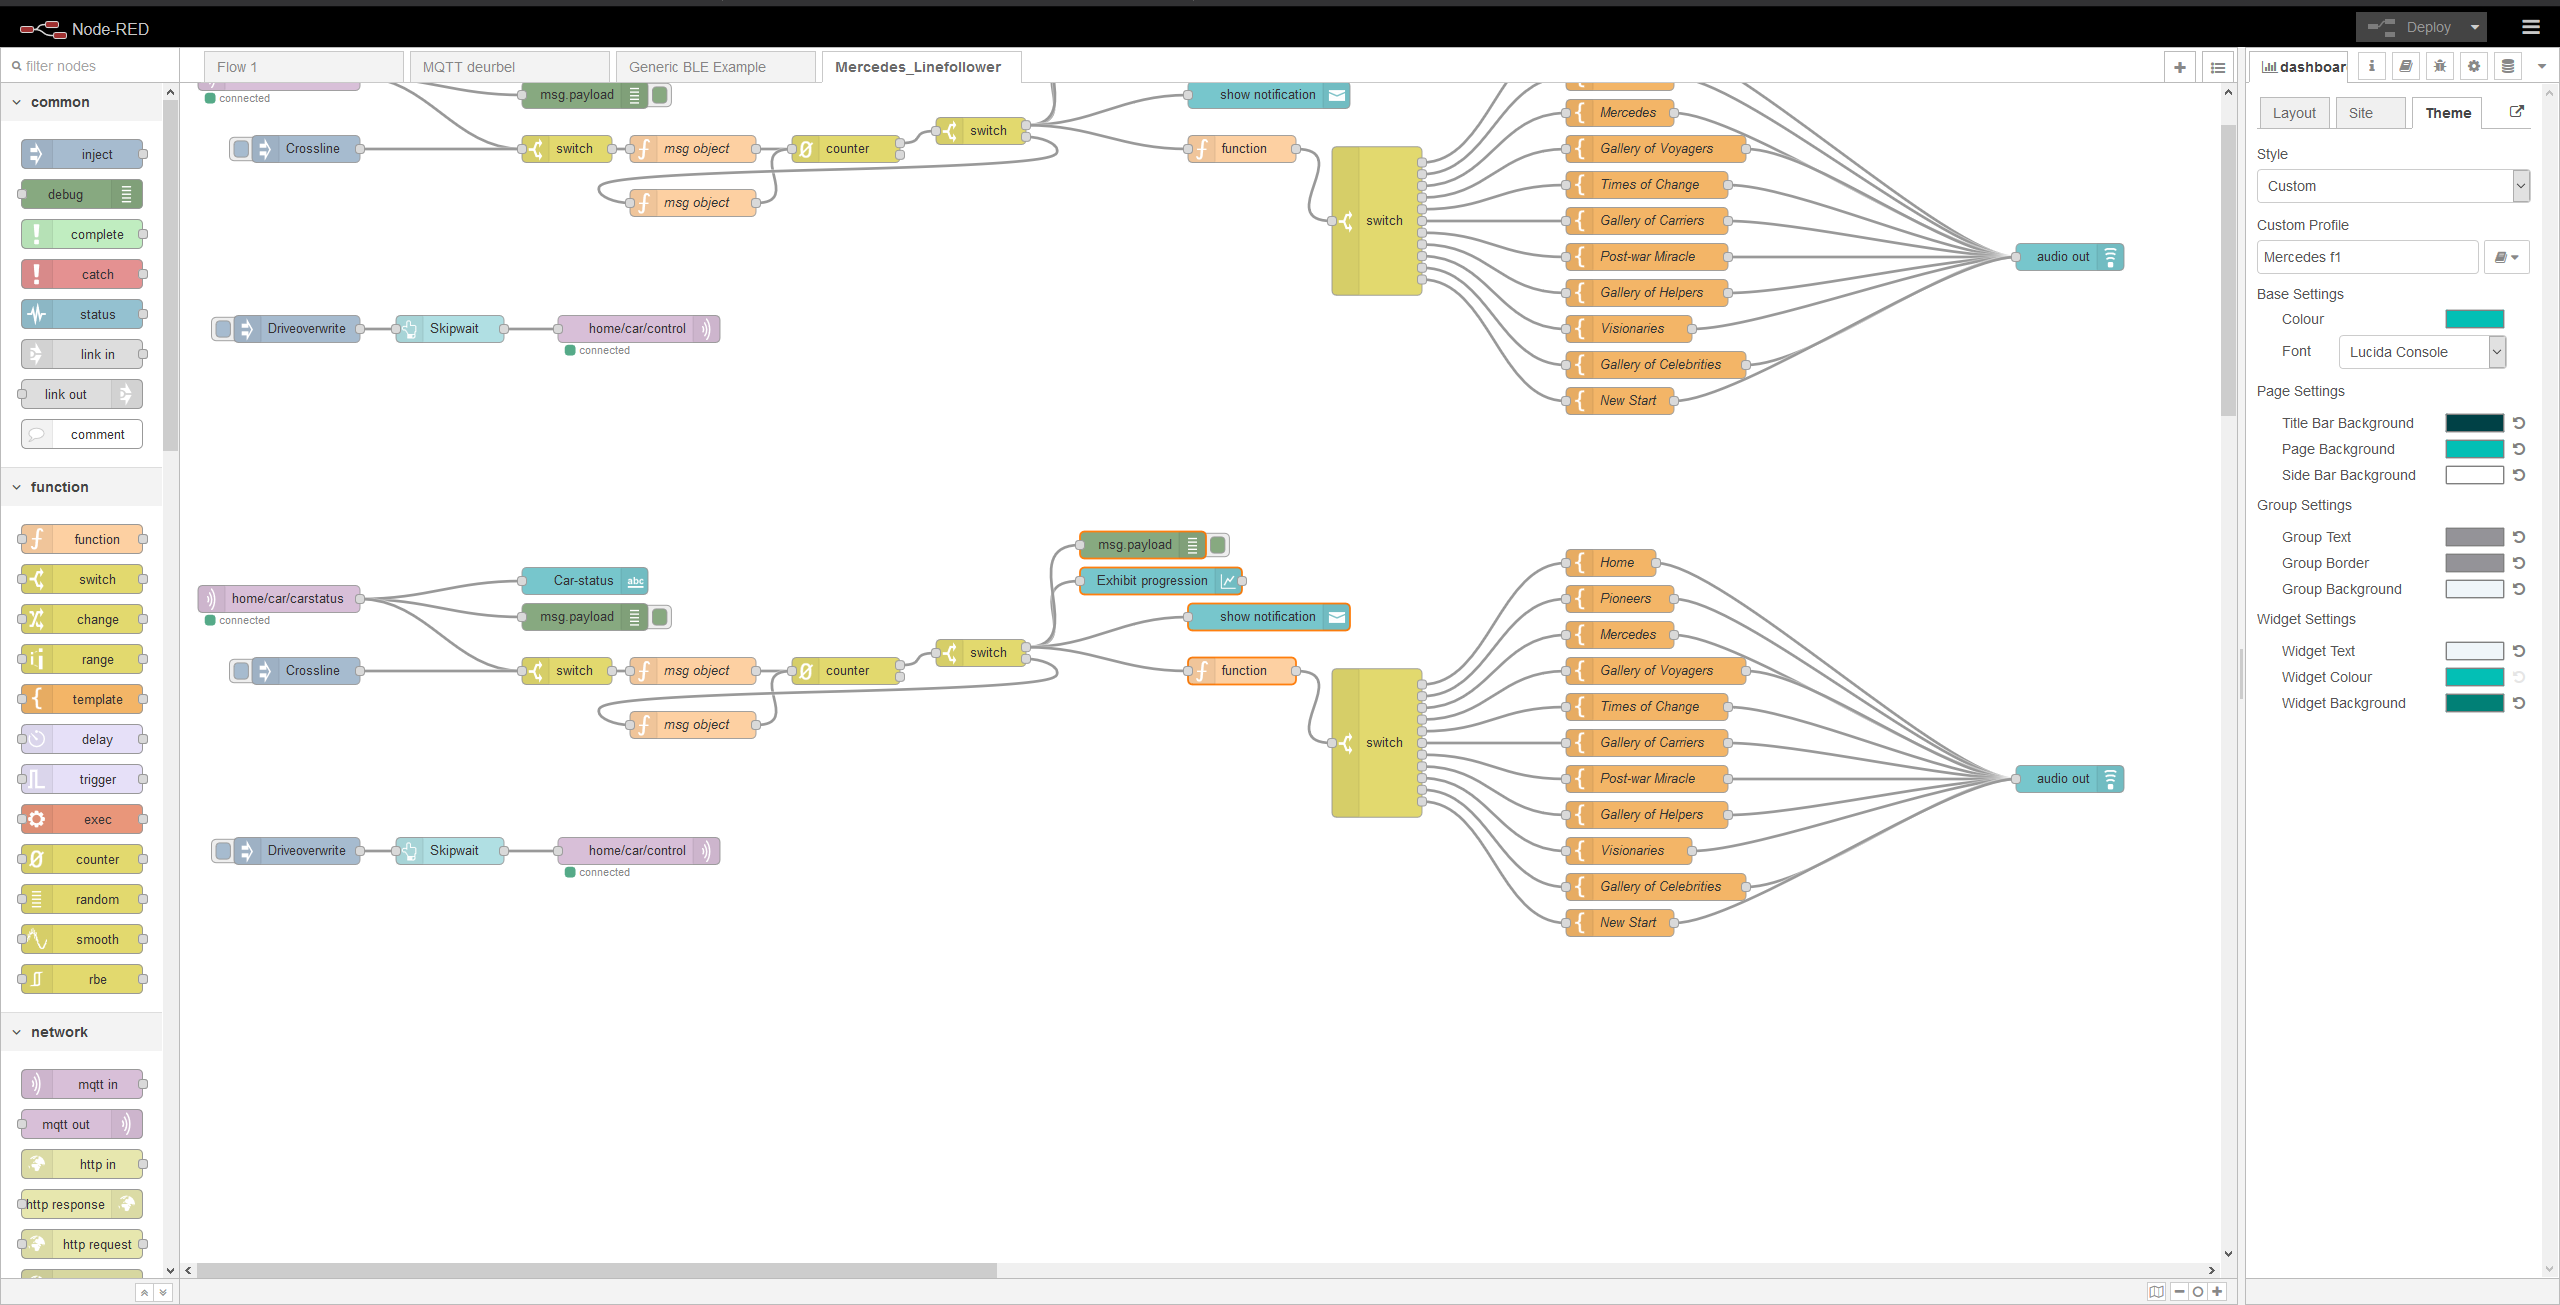 Node-RED
Deploy
filter nodes
Flow 1
MQTT deurbel
Generic BLE Example
Mercedes_Linefollower
dashboar
i
common
inject
debug
complete
catch
status
link in
link out
comment
function
function
switch
change
range
template
delay
trigger
exec
counter
random
smooth
rbe
network
mqtt in
mqtt out
http in
http response
http request
connected
msg.payload
Crossline
switch
msg object
counter
switch
msg object
show notification
function
switch
Mercedes
Gallery of Voyagers
Times of Change
Gallery of Carriers
Post-war Miracle
Gallery of Helpers
Visionaries
Gallery of Celebrities
New Start
audio out
Driveoverwrite
Skipwait
home/car/control
connected
msg.payload
Exhibit progression
show notification
home/car/carstatus
connected
Car-status
abc
msg.payload
Crossline
switch
msg object
counter
switch
msg object
function
switch
Home
Pioneers
Mercedes
Gallery of Voyagers
Times of Change
Gallery of Carriers
Post-war Miracle
Gallery of Helpers
Visionaries
Gallery of Celebrities
New Start
audio out
Driveoverwrite
Skipwait
home/car/control
connected
Layout
Site
Theme
Style
Custom
Custom Profile
Mercedes f1
Base Settings
Colour
Font
Lucida Console
Page Settings
Title Bar Background
Page Background
Side Bar Background
Group Settings
Group Text
Group Border
Group Background
Widget Settings
Widget Text
Widget Colour
Widget Background